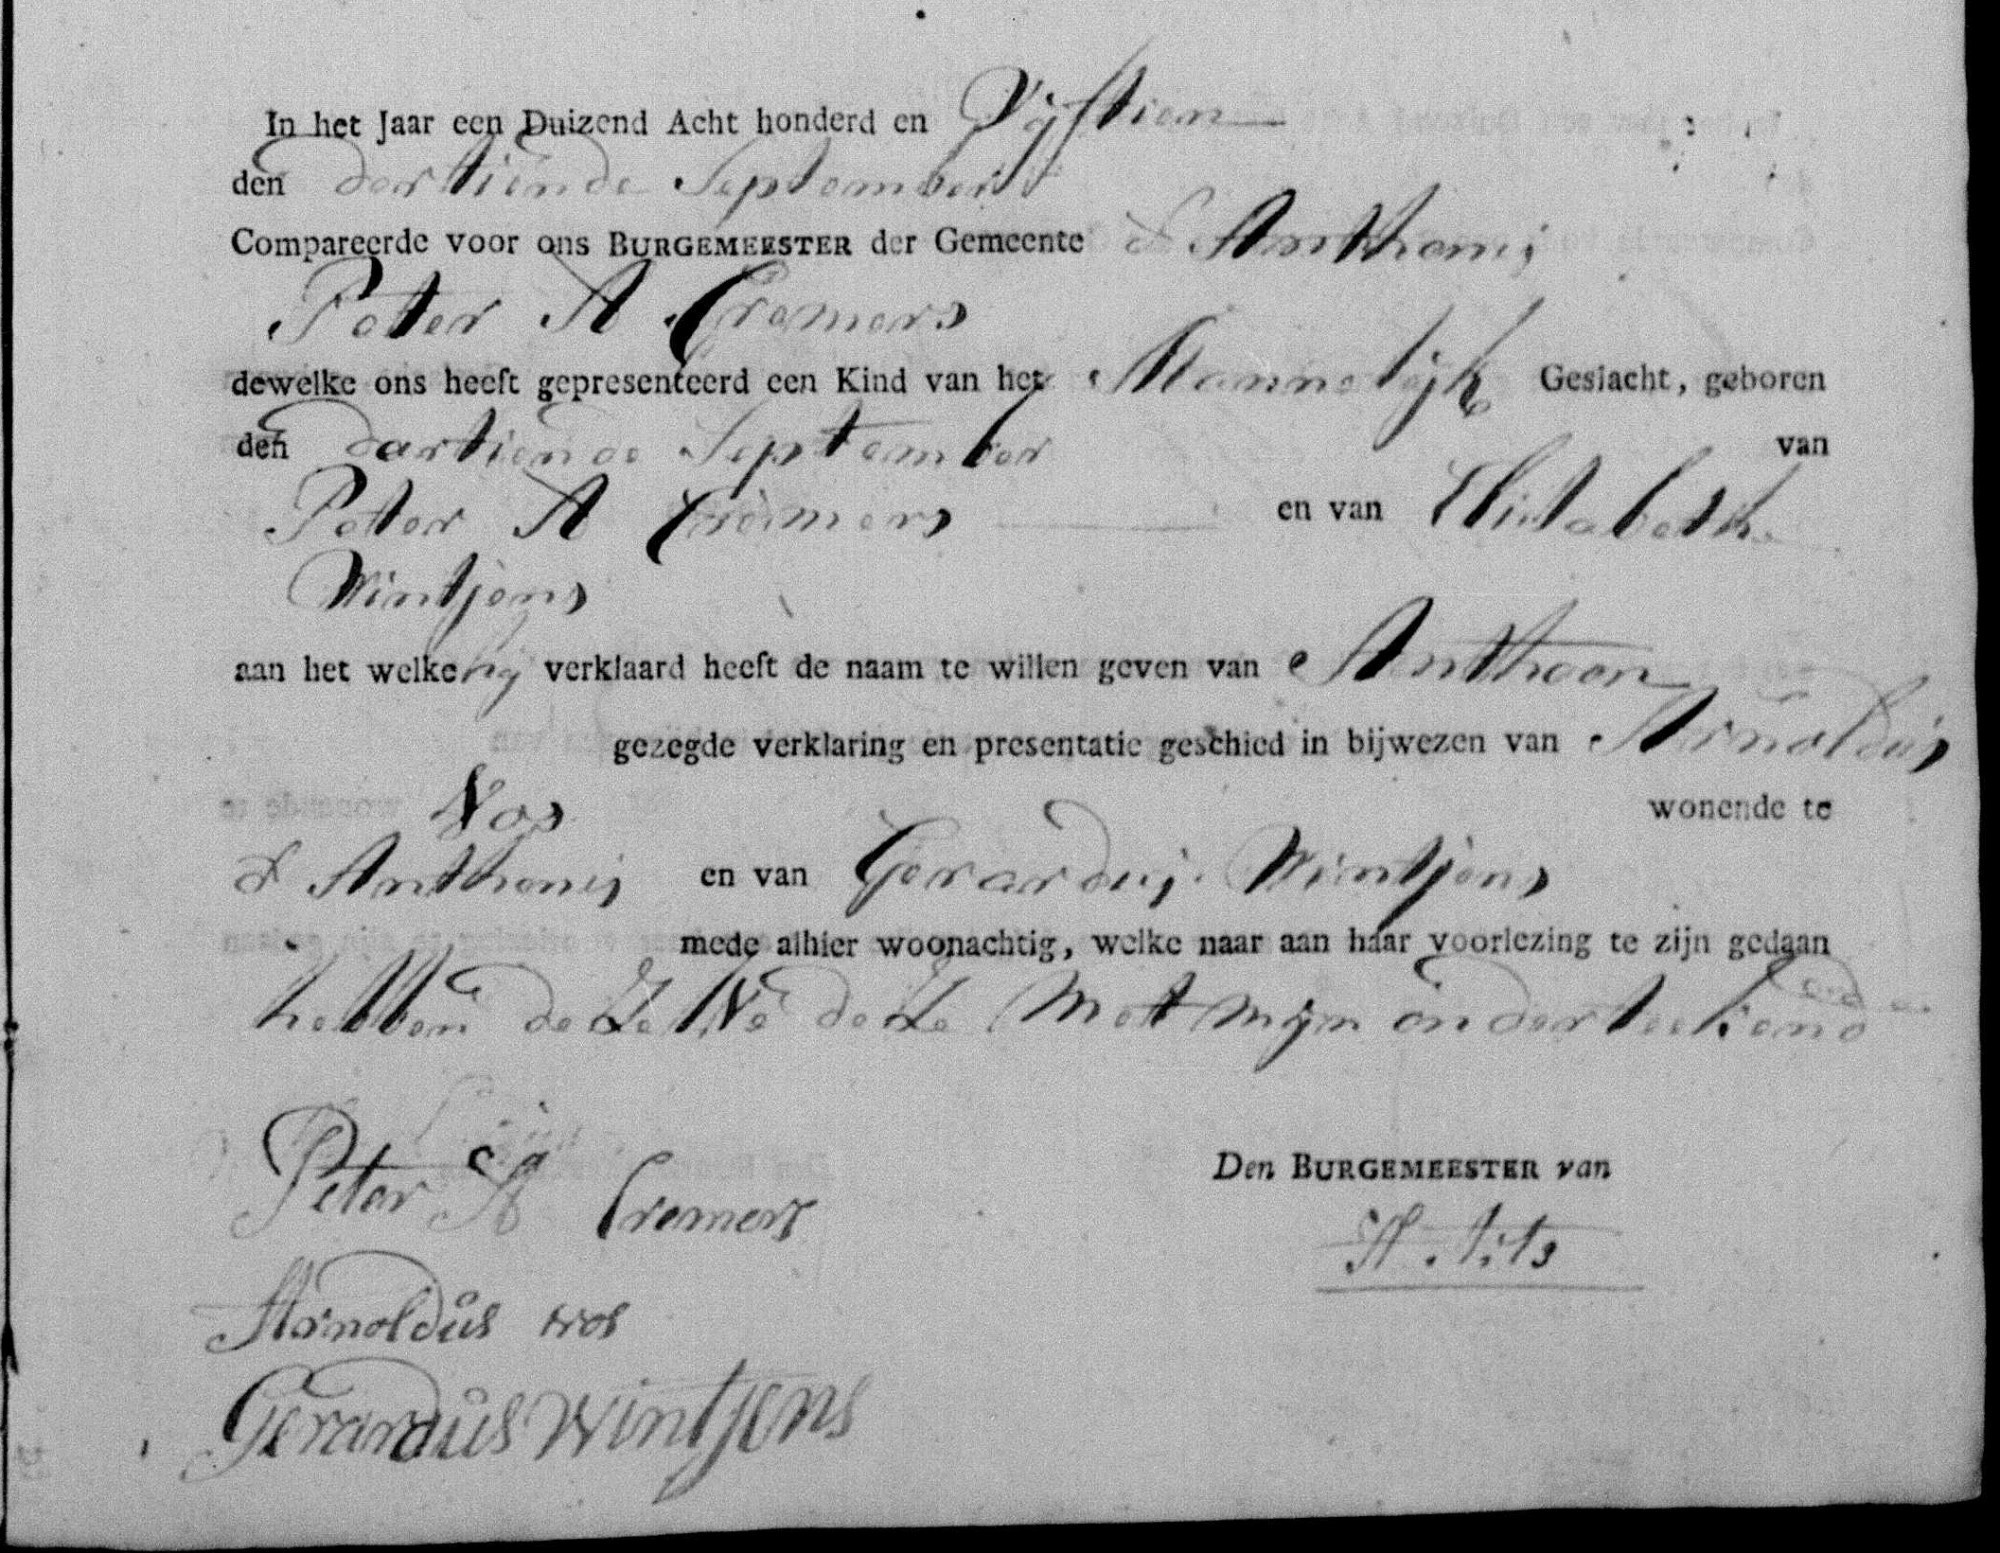 In het Jaar een Duizend Acht honderd en Vijftien
den dertiende September
Compareerde voor ons BURGEMEESTER der Gemeente St Anthonij
Peter A Cremers
dewelke ons heeft gepresenteerd een Kind van het Mannelijk Geslacht, geboren
den dertiende September van
Peter A Cremers en van Elisabeth
Wintjens
aan het welke hij verklaard heeft de naam te willen geven van Anthoon
gezegde verklaring en presentatie geschied in bijwezen van Arnoldus
Vos wonende te
St Anthonij en van Gerardus Wintjens
mede alhier woonachtig, welke naar aan haar voorlezing te zijn gedaan
hebben de Zelve deze Met Mijn onderteekend
Peter A Cremers
Den BURGEMEESTER van
Arnoldus vos
Gerardus Wintjens